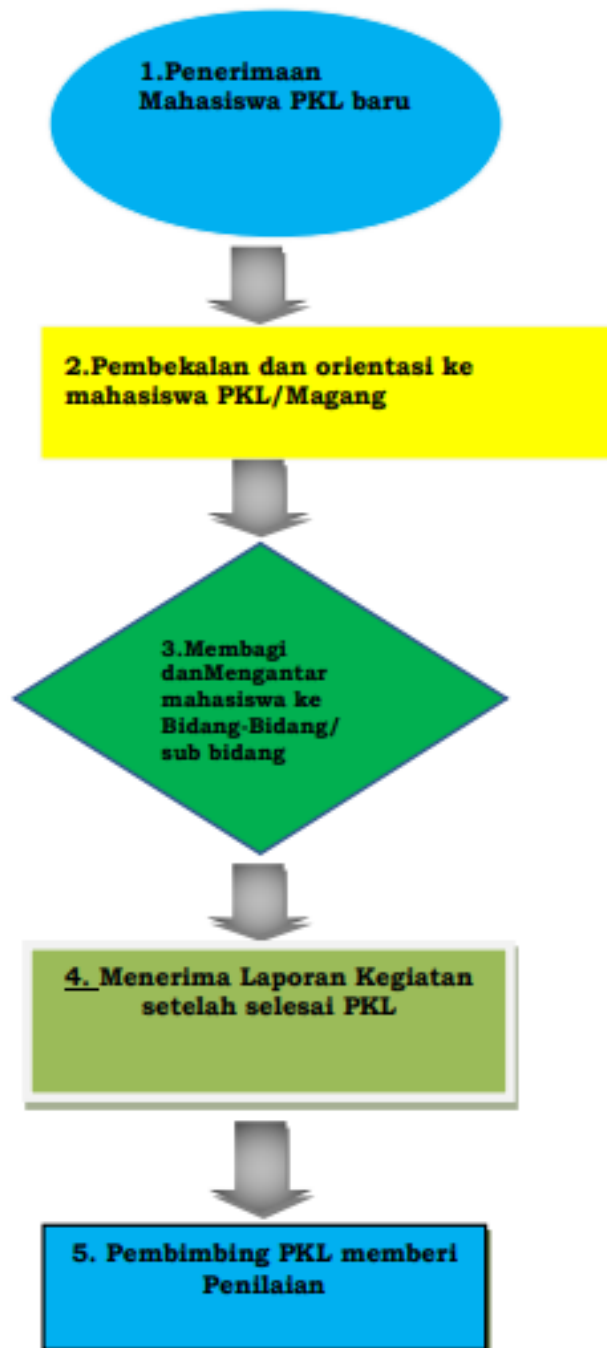 1.Penerimaan
Mahasiswa PKL baru
2.Pembekalan dan orientasi ke
mahasiswa PKL/Magang
3.Membagi
danMengantar
mahasiswa ke
Bidang-Bidang/
sub bidang
4. Menerima Laporan Kegiatan
setelah selesai PKL
5. Pembimbing PKL memberi
Penilaian